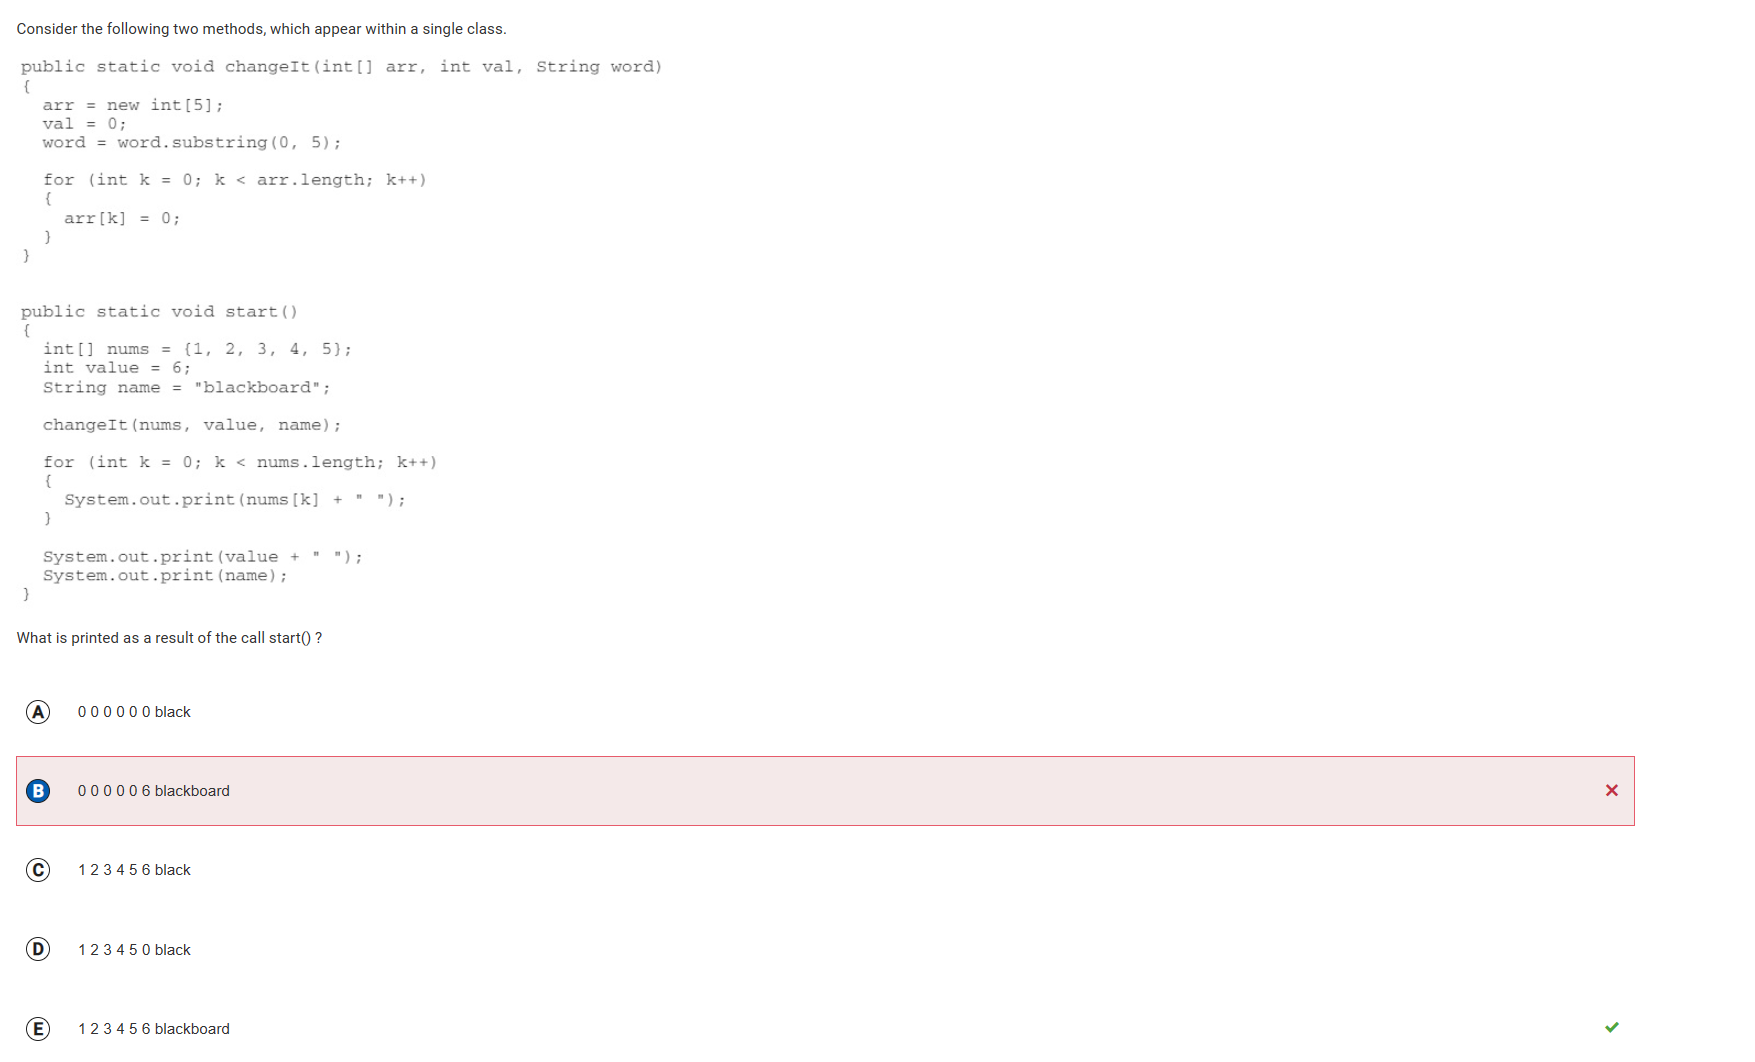 Consider the following two methods, which appear within a single class.
public static void changeIt(int[] arr, int val, String word)
{
arr = new int[5];
val = 0;
word = word.substring(0, 5);
for (int k = 0; k < arr.length; k++)
{
arr[k] = 0;
}
}
public static void start()
{
int[] nums = {1, 2, 3, 4, 5};
int value = 6;
String name = "blackboard";
changeIt(nums, value, name);
for (int k = 0; k < nums.length; k++)
{
System.out.print(nums[k] + " ");
}
System.out.print(value + " ");
System.out.print(name);
}
What is printed as a result of the call start() ?
A 0 0 0 0 0 0 black
B 0 0 0 0 0 6 blackboard
C 1 2 3 4 5 6 black
D 1 2 3 4 5 0 black
E 1 2 3 4 5 6 blackboard